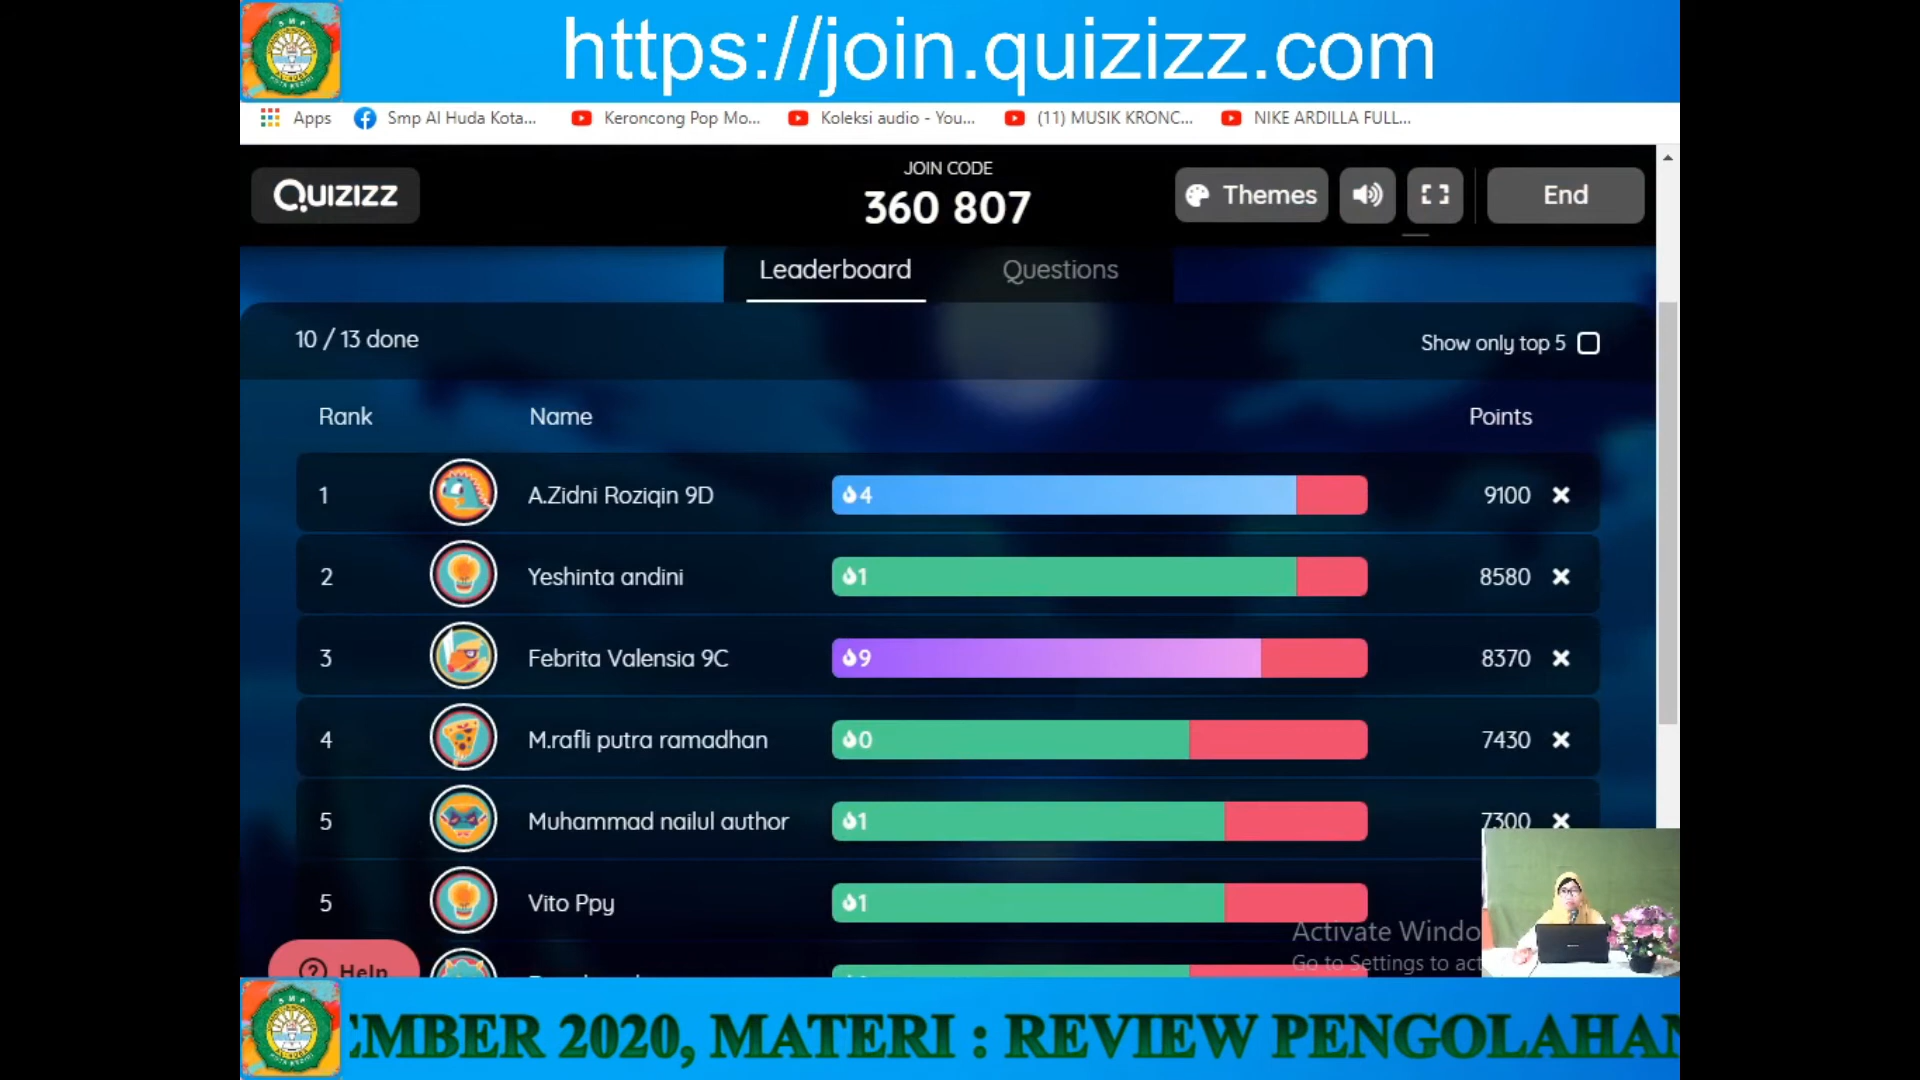 https://join.quizizz.com
Apps Smp Al Huda Kota... Keroncong Pop Mo... Koleksi audio - You... (11) MUSIK KRONC... NIKE ARDILLA FULL...
QUIZIZZ
JOIN CODE
360 807
Themes End
Leaderboard Questions
10 / 13 done Show only top 5
Rank Name Points
1 A.Zidni Roziqin 9D 4 9100
2 Yeshinta andini 1 8580
3 Febrita Valensia 9C 9 8370
4 M.rafli putra ramadhan 0 7430
5 Muhammad nailul author 1 7300
5 Vito Ppy 1
Activate Windo
Go to Settings to act
? Help
EMBER 2020, MATERI : REVIEW PENGOLAHAN